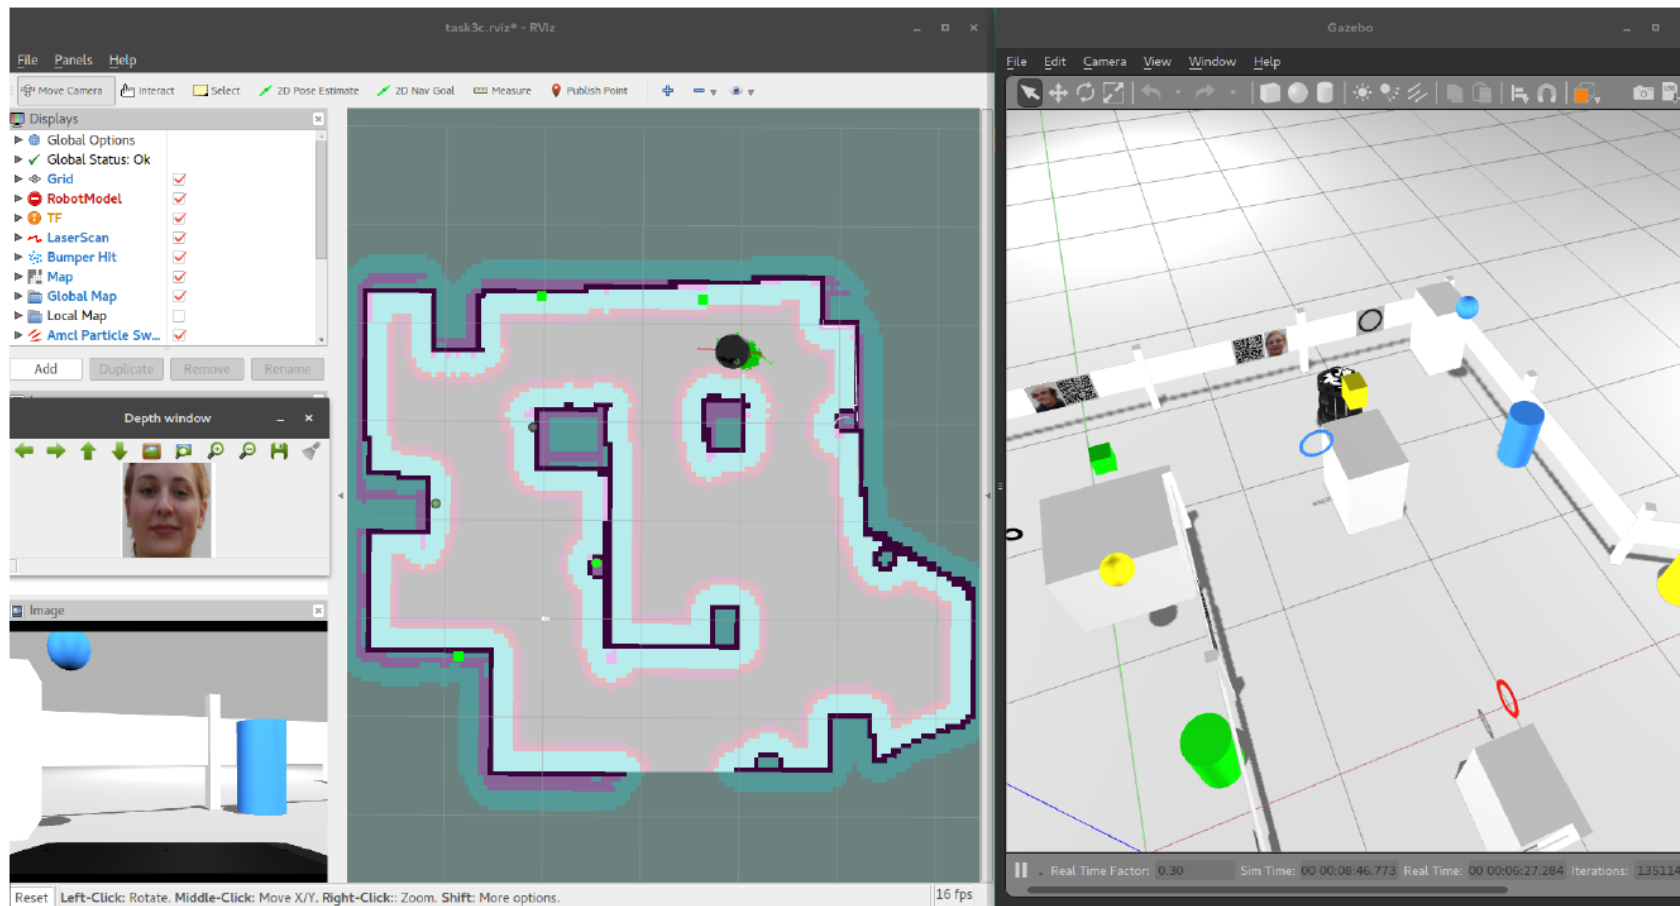 task3c.rviz* - RViz
File Panels Help
Move Camera Interact Select 2D Pose Estimate 2D Nav Goal Measure Publish Point
Displays
Global Options
Global Status: Ok
Grid
RobotModel
TF
LaserScan
Bumper Hit
Map
Global Map
Local Map
Amcl Particle Sw...
Add Duplicate Remove Rename
Depth window
Image
Reset Left-Click: Rotate. Middle-Click: Move X/Y. Right-Click:: Zoom. Shift: More options. 16 fps
Gazebo
File Edit Camera View Window Help
LOG
Real Time Factor: 0.30 Sim Time: 00 00:08:46.773 Real Time: 00 00:06:27.284 Iterations: 135114